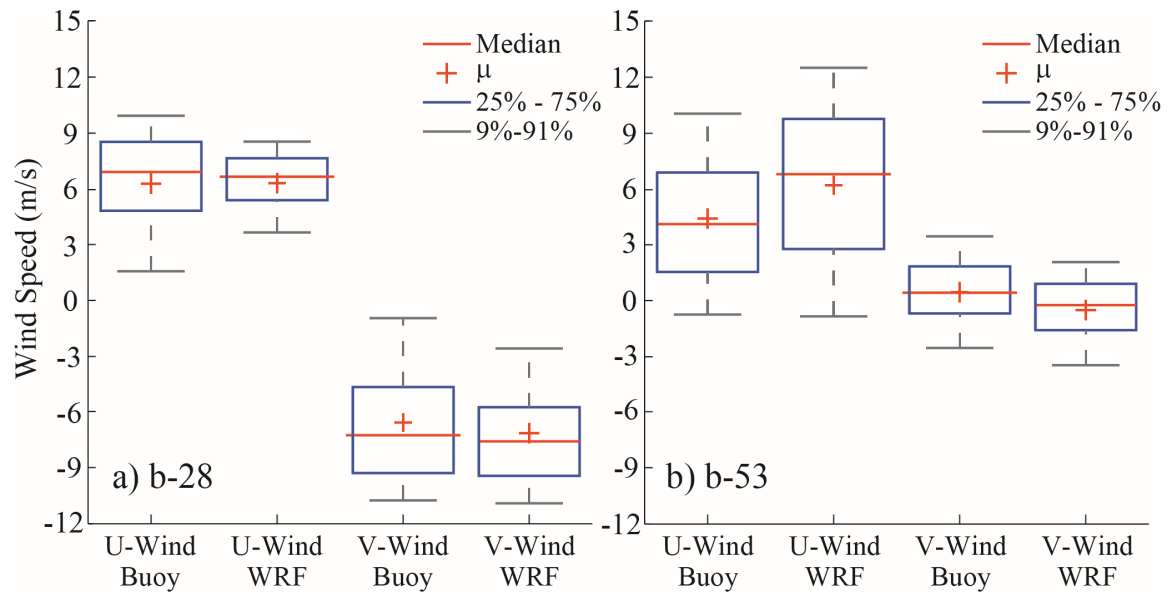 Wind Speed (m/s)
15
12
9
6
3
0
-3
-6
-9
-12
Median
μ
25% - 75%
9%-91%
a) b-28
U-Wind
Buoy
U-Wind
WRF
V-Wind
Buoy
V-Wind
WRF
15
12
9
6
3
0
-3
-6
-9
-12
Median
μ
25% - 75%
9%-91%
b) b-53
U-Wind
Buoy
U-Wind
WRF
V-Wind
Buoy
V-Wind
WRF